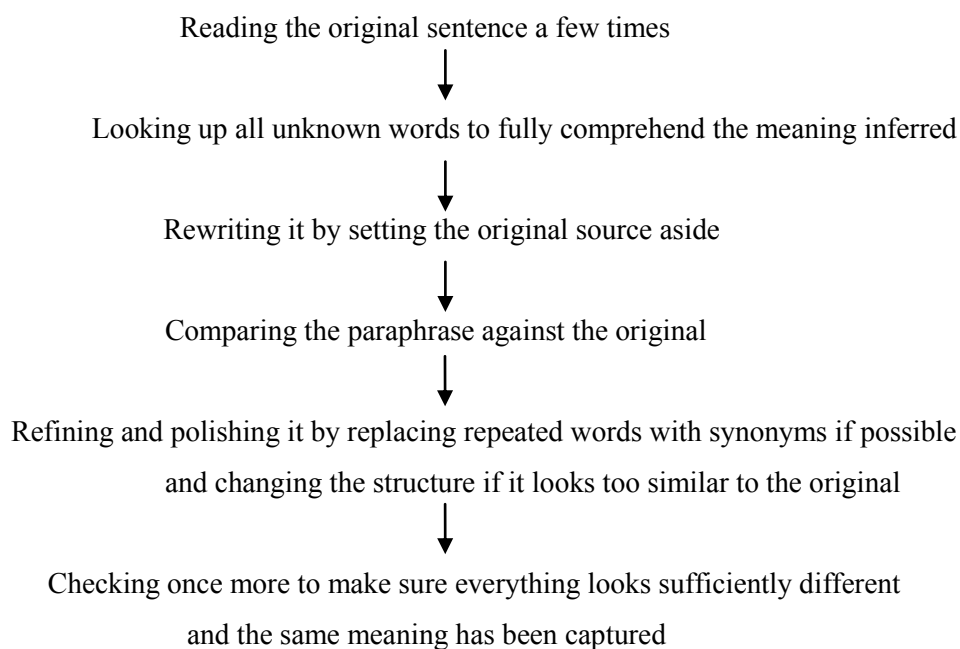 Reading the original sentence a few times
Looking up all unknown words to fully comprehend the meaning inferred
Rewriting it by setting the original source aside
Comparing the paraphrase against the original
Refining and polishing it by replacing repeated words with synonyms if possible
and changing the structure if it looks too similar to the original
Checking once more to make sure everything looks sufficiently different
and the same meaning has been captured